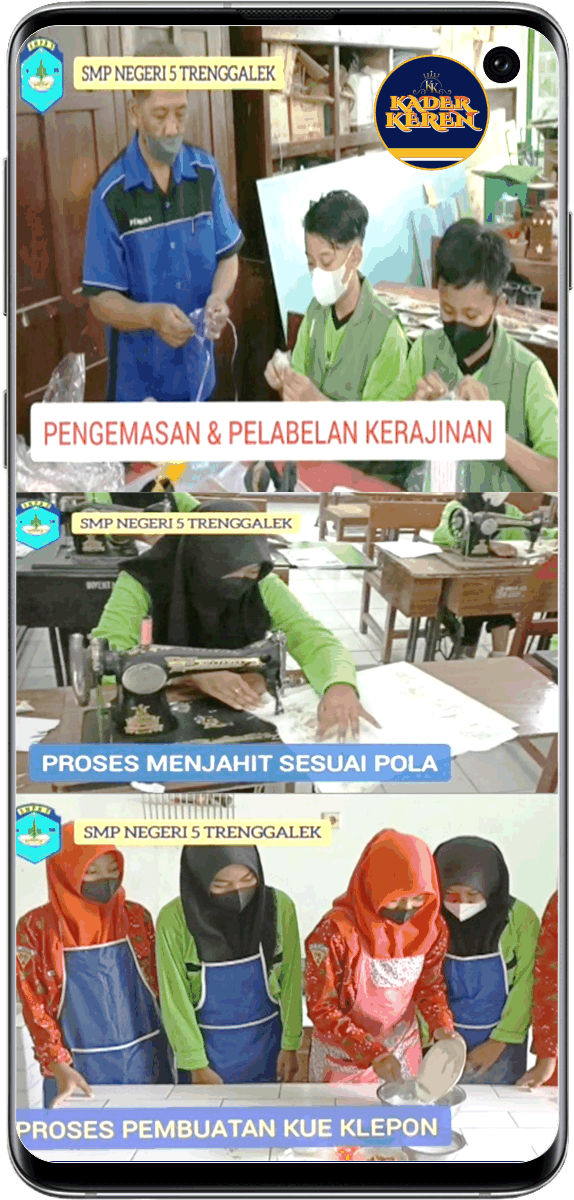 SMP NEGERI 5 TRENGGALEK
KADER
KEREN
PENGEMASAN & PELABELAN KERAJINAN
SMP NEGERI 5 TRENGGALEK
PROSES MENJAHIT SESUAI POLA
SMP NEGERI 5 TRENGGALEK
PROSES PEMBUATAN KUE KLEPON